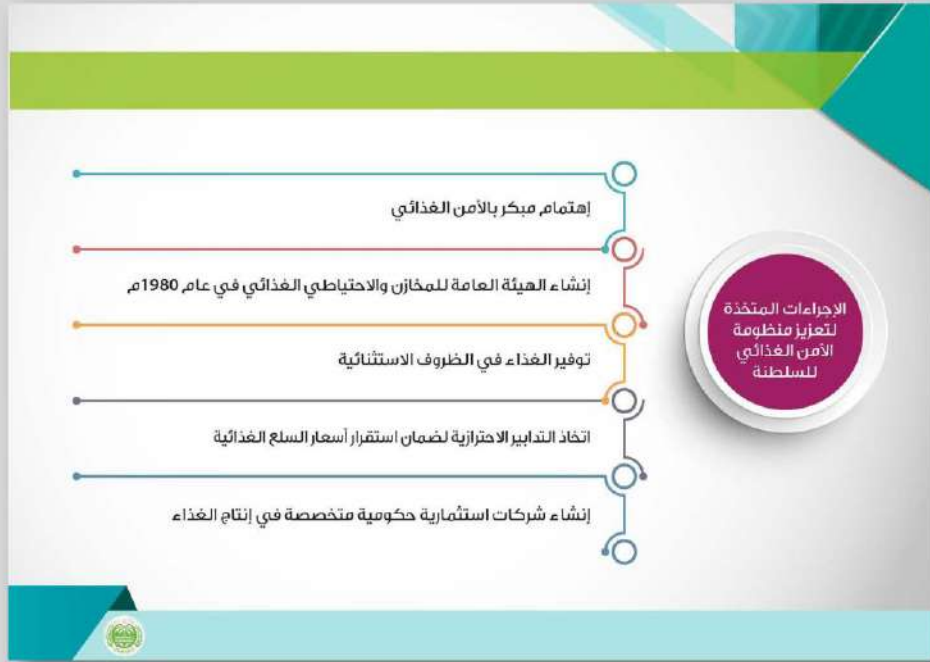 الإجراءات المتخذة
لتعزيز منظومة
الأمن الغذائي
للسلطنة
إهتمام مبكر بالأمن الغذائي
إنشاء الهيئة العامة للمخازن والاحتياطي الغذائي في عام 1980م
توفير الغذاء في الظروف الاستثنائية
اتخاذ التدابير الاحترازية لضمان استقرار أسعار السلع الغذائية
إنشاء شركات استثمارية حكومية متخصصة في إنتاج الغذاء